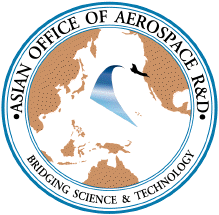 •ASIAN OFFICE OF AEROSPACE R&D•
BRIDGING SCIENCE & TECHNOLOGY